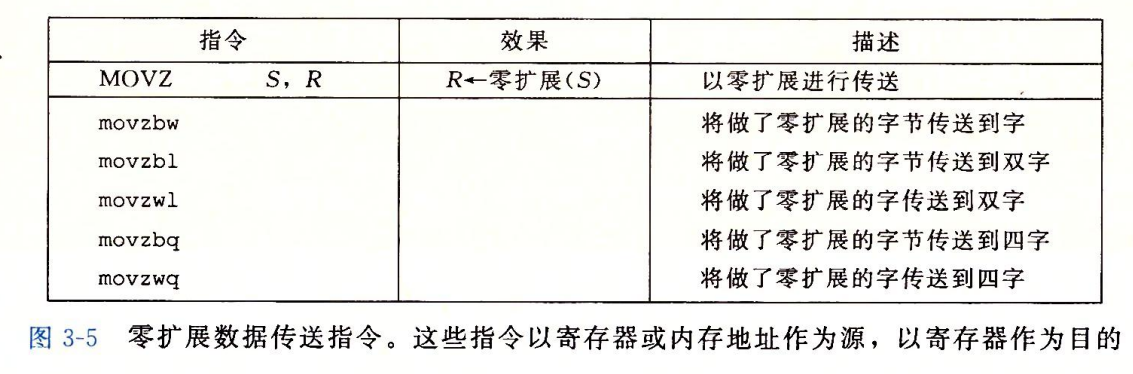 指令 效果 描述
MOVZ S, R R←零扩展(S) 以零扩展进行传送
movzbw 将做了零扩展的字节传送到字
movzbl 将做了零扩展的字节传送到双字
movzwl 将做了零扩展的字传送到双字
movzbq 将做了零扩展的字节传送到四字
movzwq 将做了零扩展的字传送到四字
图 3-5 零扩展数据传送指令。这些指令以寄存器或内存地址作为源，以寄存器作为目的